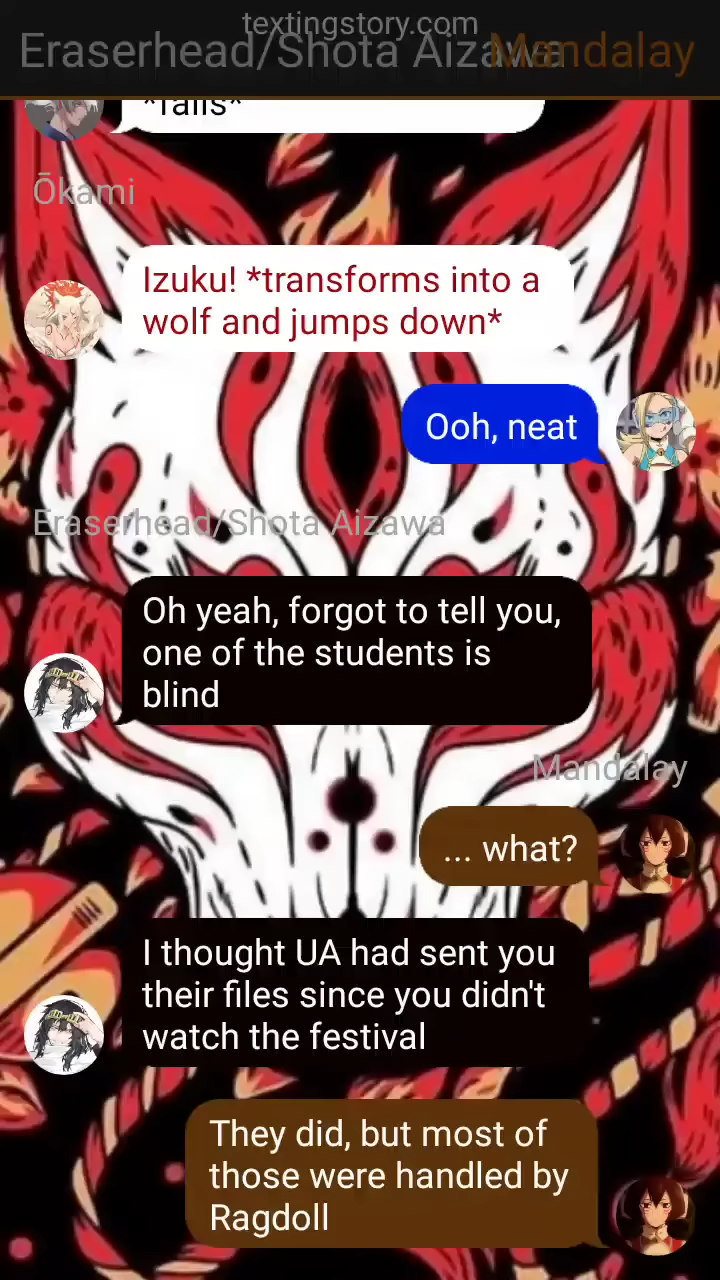 textingstory.com
Eraserhead/Shota Aizawa Mandalay
*falls*
Ōkami
Izuku! *transforms into a
wolf and jumps down*
Ooh, neat
Eraserhead/Shota Aizawa
Oh yeah, forgot to tell you,
one of the students is
blind
Mandalay
... what?
I thought UA had sent you
their files since you didn't
watch the festival
They did, but most of
those were handled by
Ragdoll